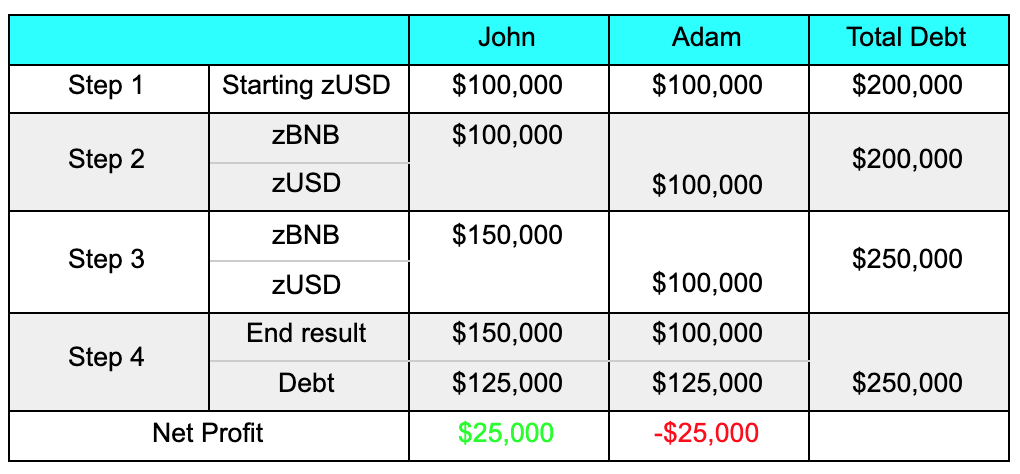 John Adam Total Debt
Step 1 Starting zUSD $100,000 $100,000 $200,000
Step 2
zBNB $100,000
$200,000
zUSD $100,000
Step 3
zBNB $150,000
$250,000
zUSD $100,000
Step 4
End result $150,000 $100,000
Debt $125,000 $125,000 $250,000
Net Profit $25,000 -$25,000